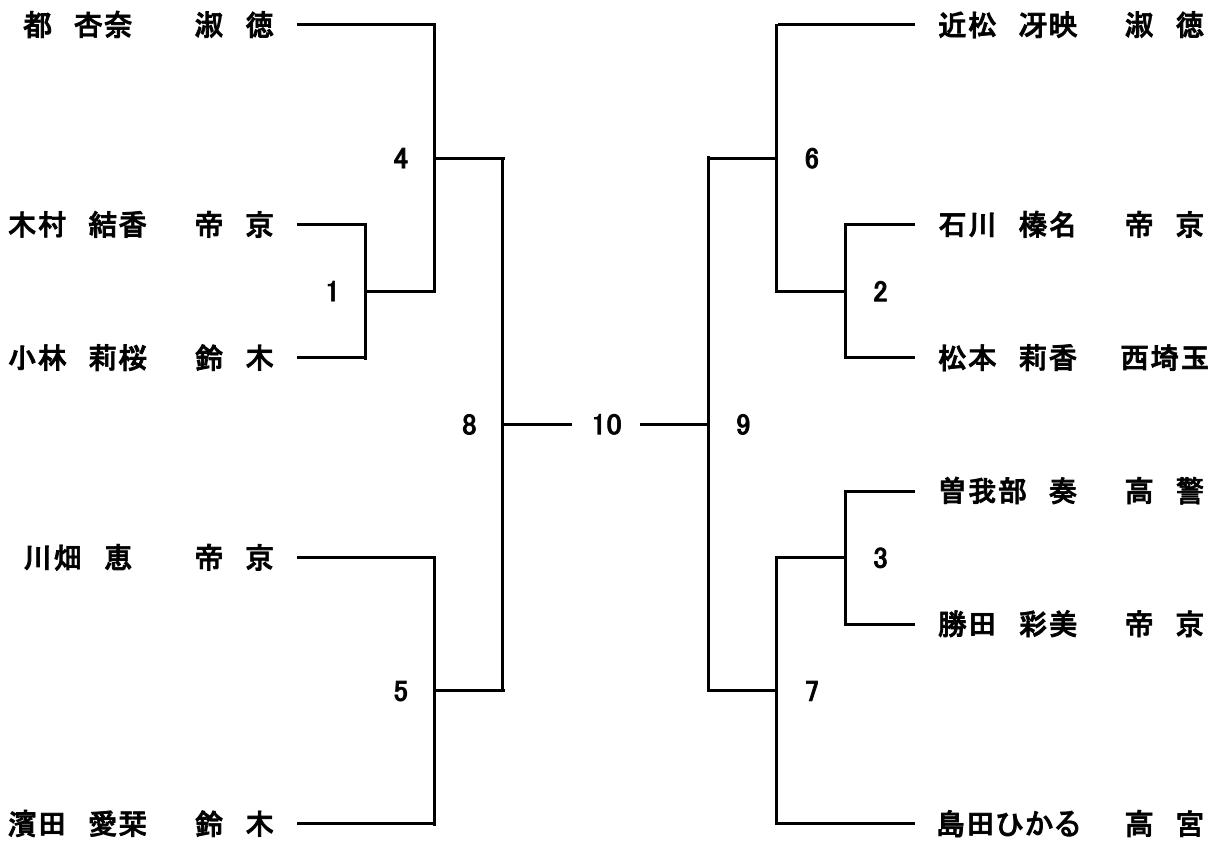 都 杏奈 淑 徳
4
木村 結香 帝 京
1
小林 莉桜 鈴 木
8
川畑 恵 帝 京
5
濱田 愛栞 鈴 木
10
近松 冴映 淑 徳
6
石川 榛名 帝 京
2
松本 莉香 西埼玉
9
曽我部 奏 高 警
3
勝田 彩美 帝 京
7
島田ひかる 高 宮